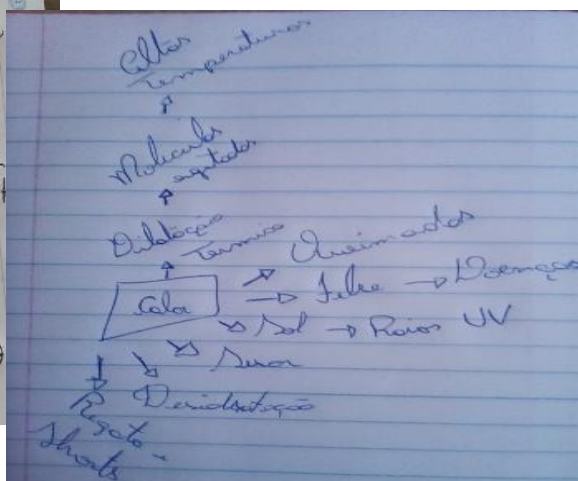 Altas
Temperaturas
Moléculas
agitadas
Dilatação
Térmica
Queimados
Calor
Febre → Doenças
Sol → Raios UV
Suor
Desidratação
Regata -
Shorts